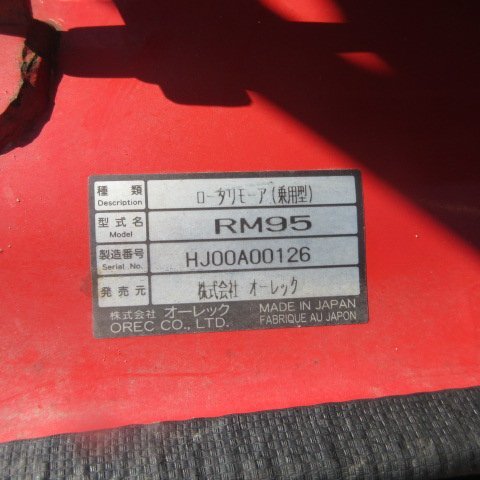 種類 ロータリモーア(乗用型)
Description
型式名 RM95
Model
製造番号 HJ00A00126
Serial.No.
発売元 株式会社 オーレック
株式会社 オーレック MADE IN JAPAN
OREC CO., LTD. FABRIQUE AU JAPON